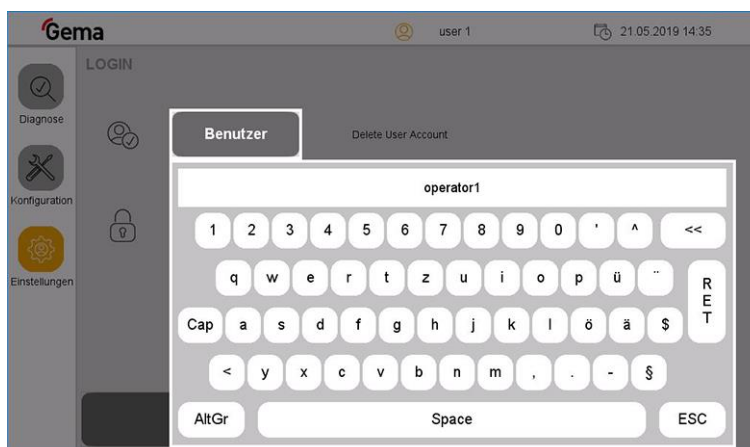 Gema
user 1
21.05.2019 14:35
LOGIN
Diagnose
Konfiguration
Einstellungen
Benutzer
Delete User Account
operator1
1 2 3 4 5 6 7 8 9 0 ' ^ <<
q w e r t z u i o p ü ¨ RET
Cap a s d f g h j k l ö ä $
< y x c v b n m , . - §
AltGr Space ESC